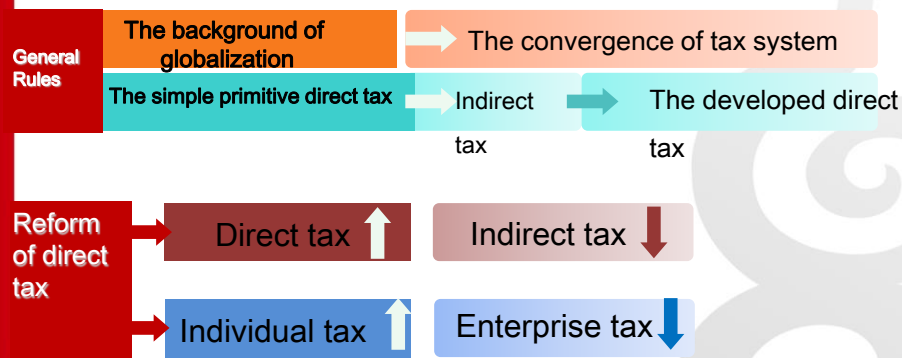 The background of
globalization
The convergence of tax system
General
Rules
The simple primitive direct tax
Indirect
tax
The developed direct
tax
Reform
of direct
tax
Direct tax
Indirect tax
Individual tax
Enterprise tax